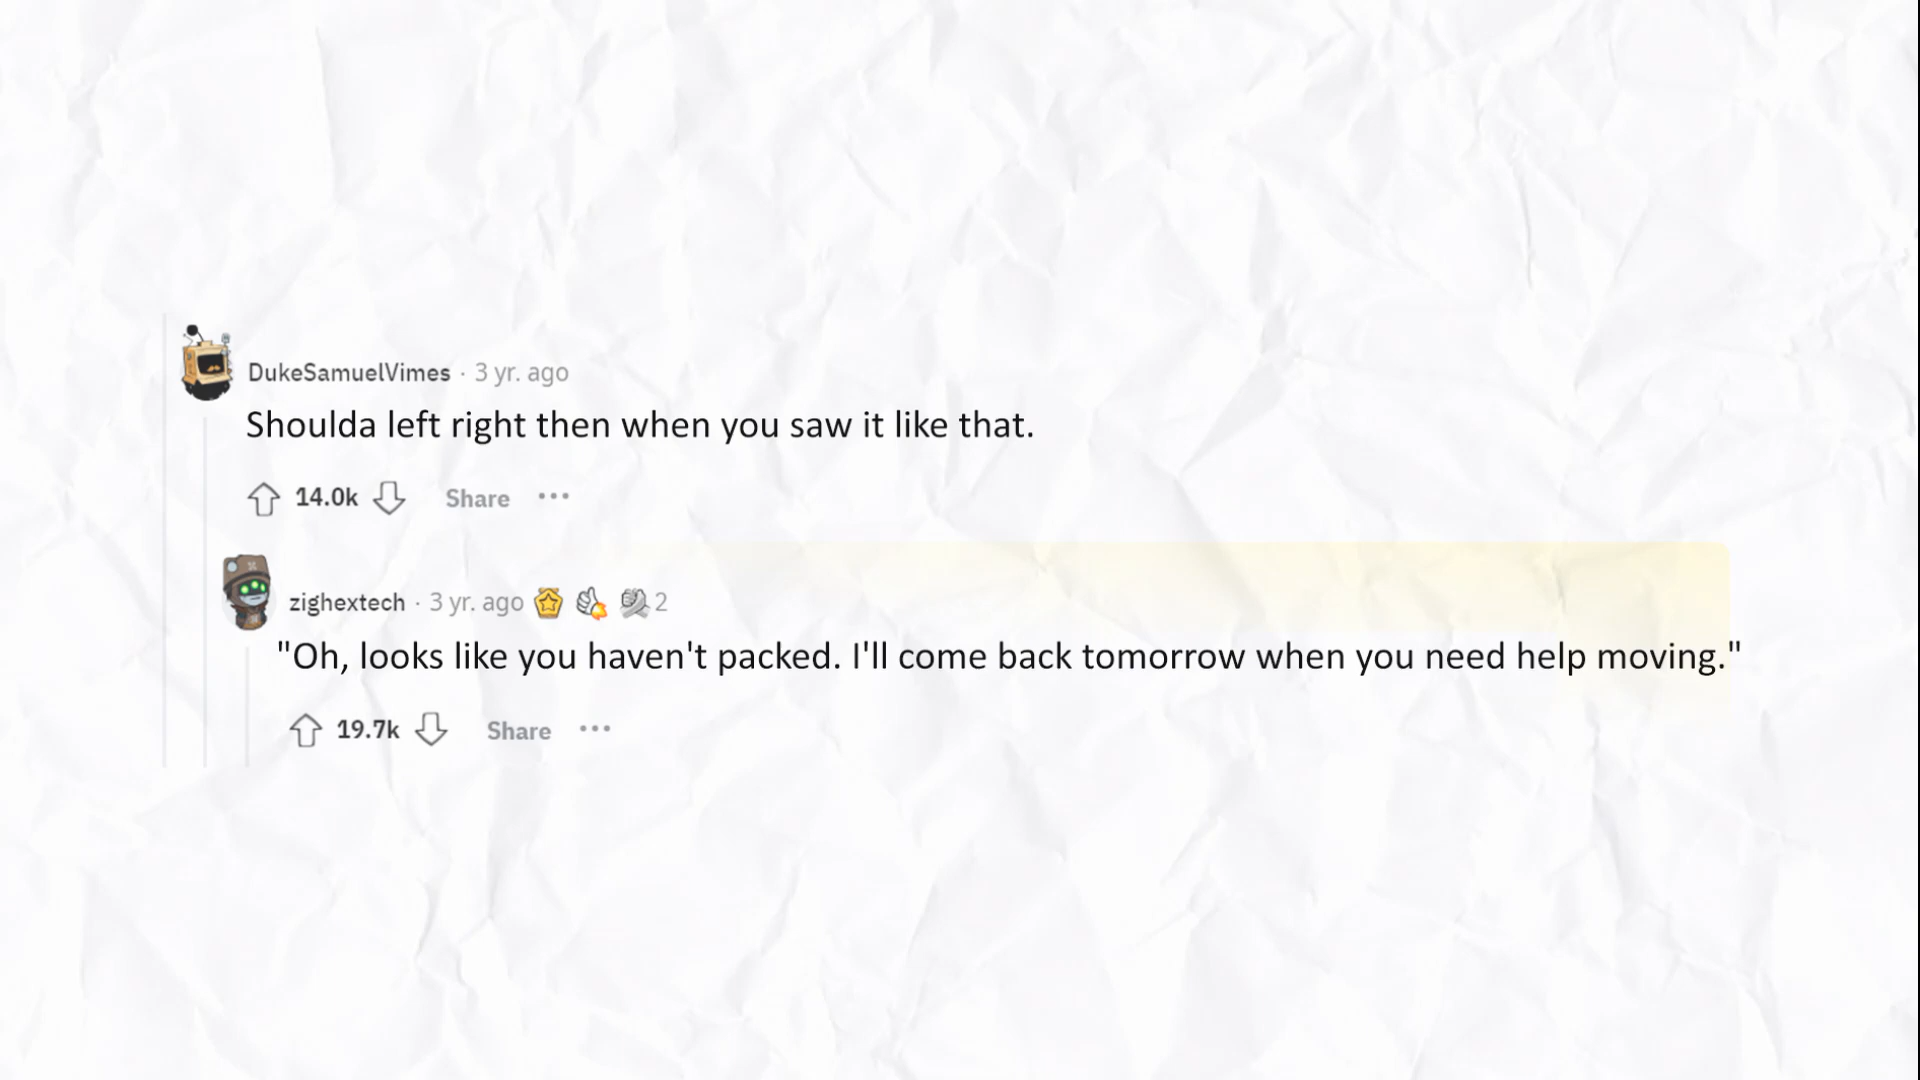 DukeSamuelVimes · 3 yr. ago
Shoulda left right then when you saw it like that.
14.0k Share ···
zighextech · 3 yr. ago 2
"Oh, looks like you haven't packed. I'll come back tomorrow when you need help moving."
19.7k Share ···